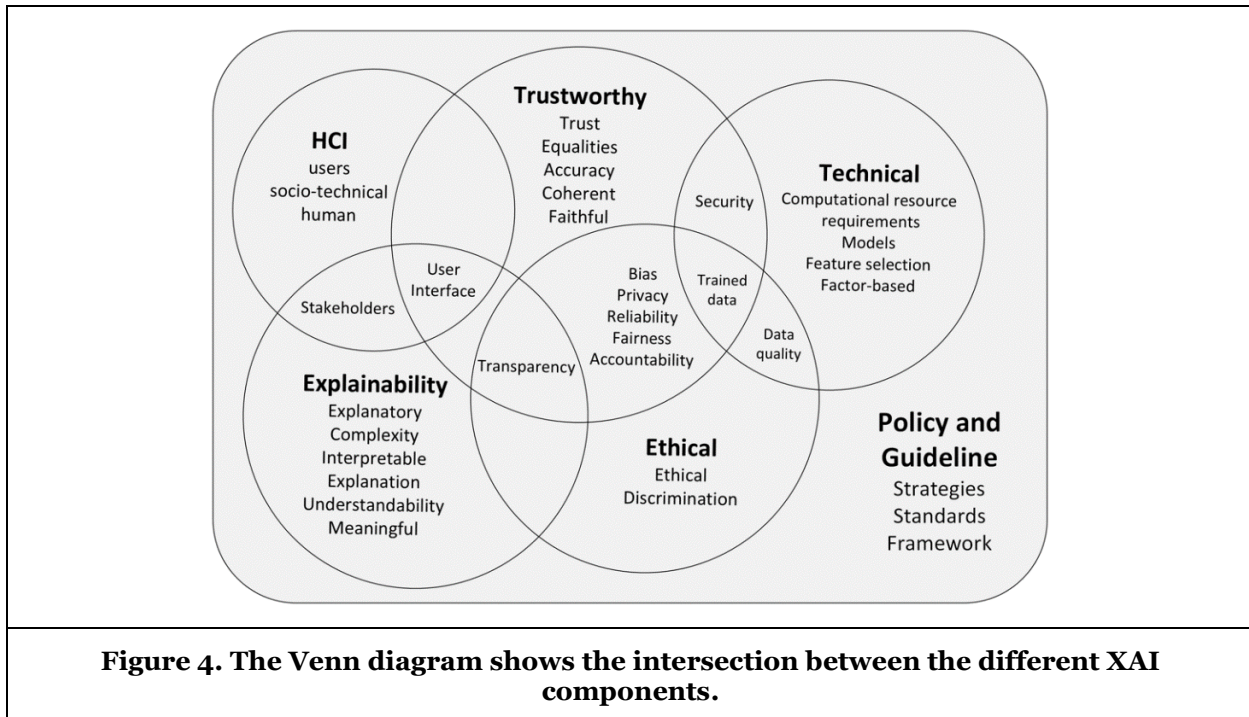 HCI
users
socio-technical
human
Trustworthy
Trust
Equalities
Accuracy
Coherent
Faithful
Security
Technical
Computational resource
requirements
Models
Feature selection
Factor-based
User
Interface
Stakeholders
Bias
Privacy
Reliability
Fairness
Accountability
Trained
data
Data
quality
Transparency
Explainability
Explanatory
Complexity
Interpretable
Explanation
Understandability
Meaningful
Ethical
Ethical
Discrimination
Policy and
Guideline
Strategies
Standards
Framework
Figure 4. The Venn diagram shows the intersection between the different XAI
components.